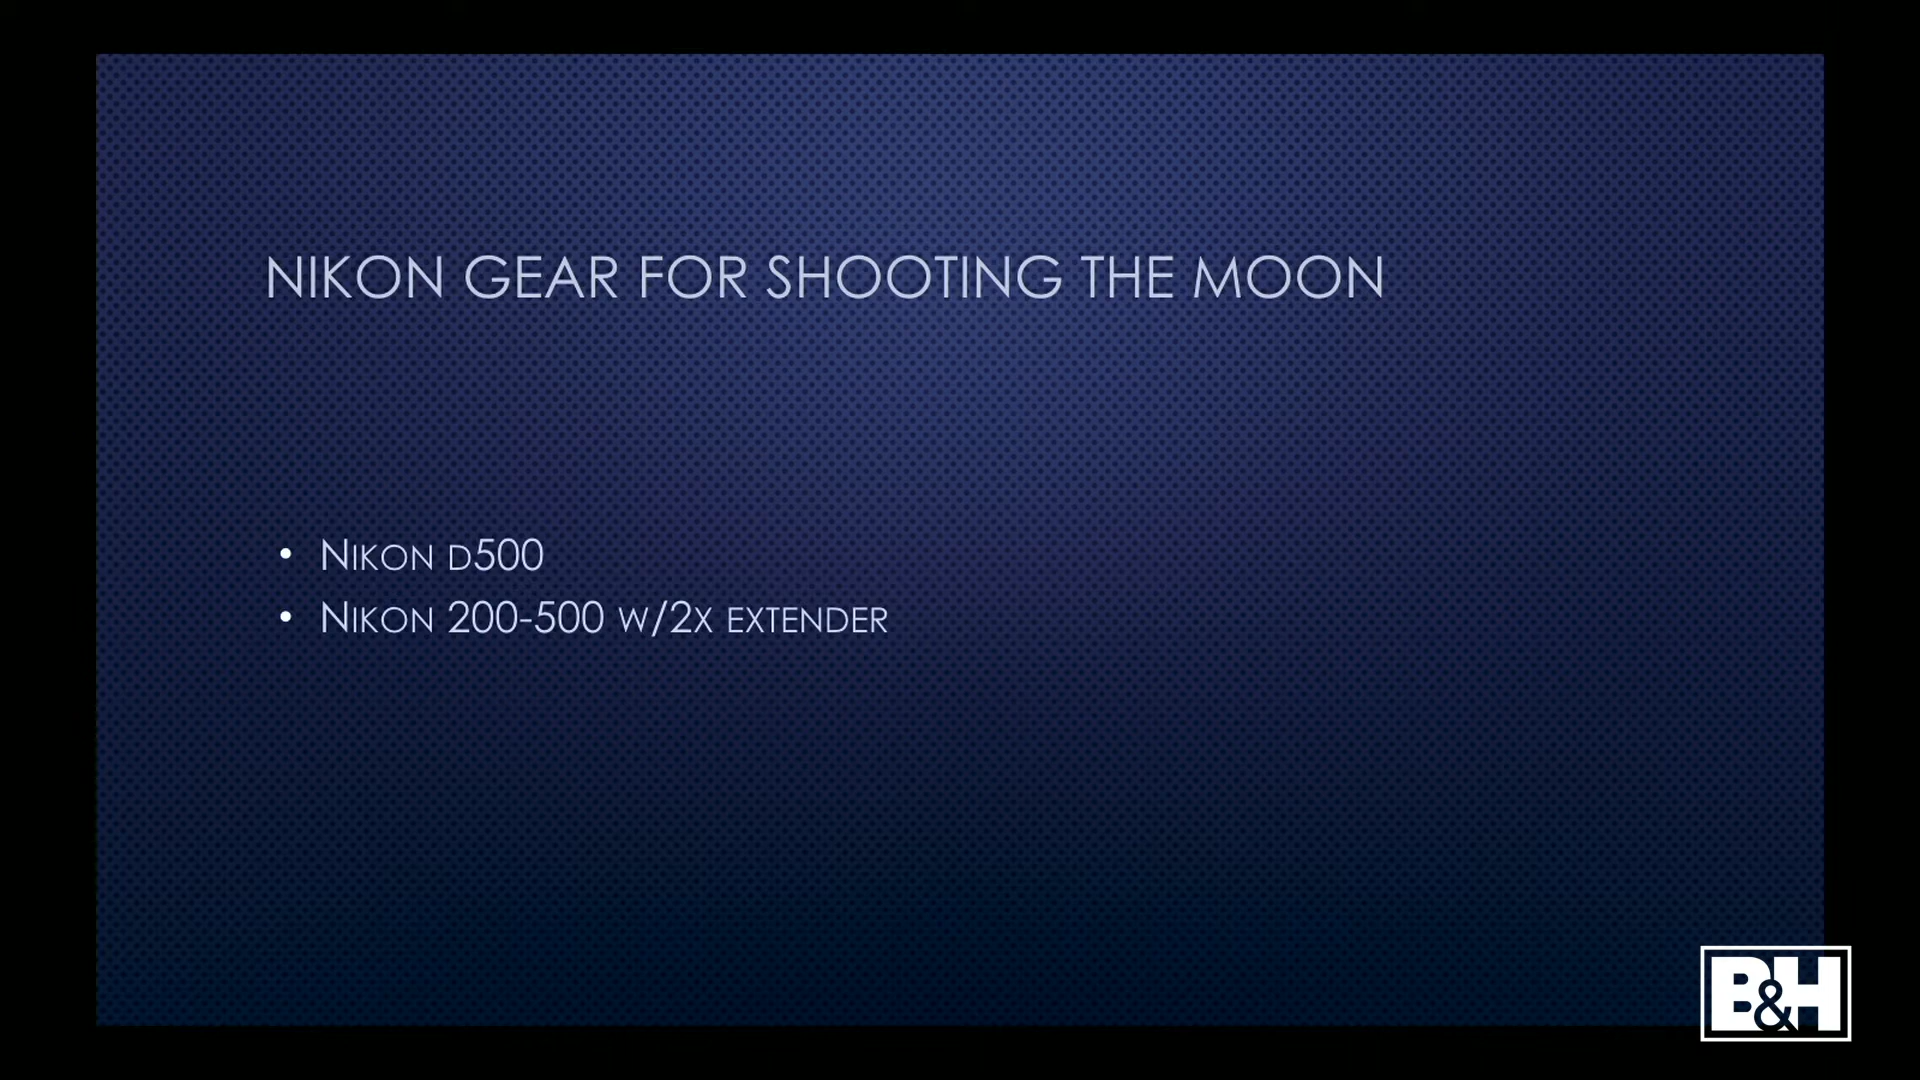 NIKON GEAR FOR SHOOTING THE MOON
• NIKON D500
• NIKON 200-500 W/2X EXTENDER
B&H